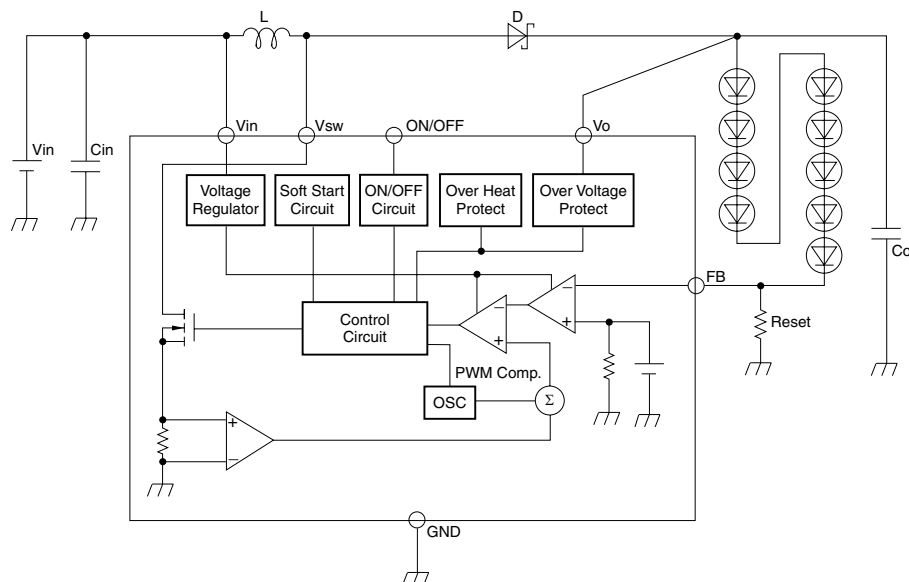 L
D
Vin
Vsw
ON/OFF
Vo
Vin
Cin
Voltage
Regulator
Soft Start
Circuit
ON/OFF
Circuit
Over Heat
Protect
Over Voltage
Protect
Co
FB
−
+
−
+
Control
Circuit
Reset
PWM Comp.
OSC
Σ
+
−
GND